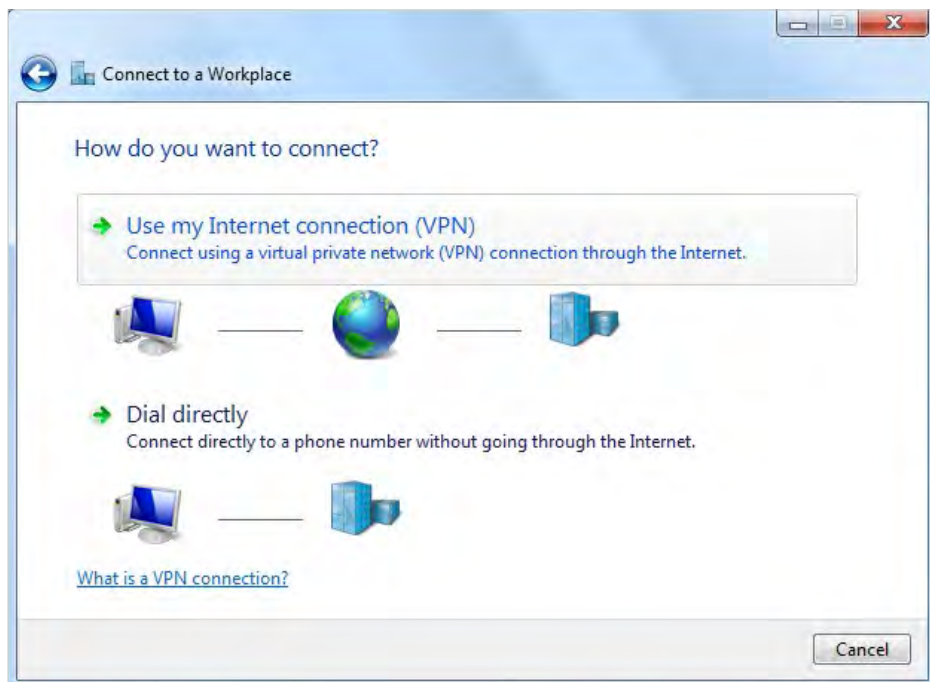 Connect to a Workplace
How do you want to connect?
Use my Internet connection (VPN)
Connect using a virtual private network (VPN) connection through the Internet.
Dial directly
Connect directly to a phone number without going through the Internet.
What is a VPN connection?
Cancel